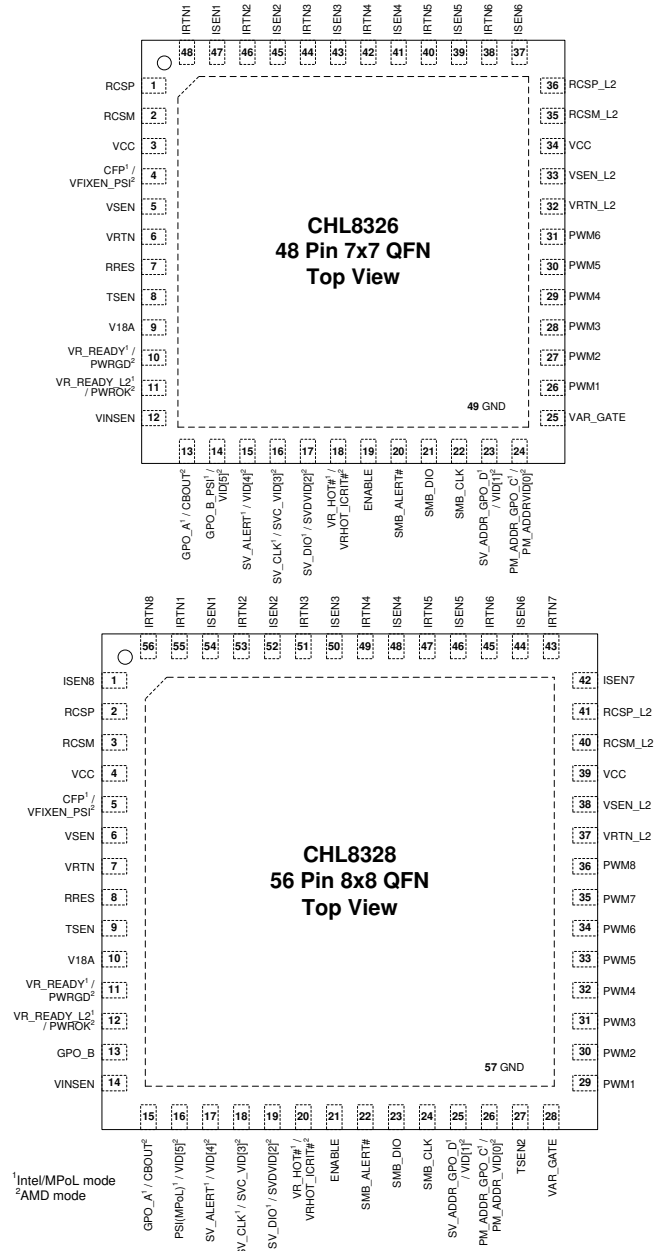 IRTN1
ISEN1
IRTN2
ISEN2
IRTN3
ISEN3
IRTN4
ISEN4
IRTN5
ISEN5
IRTN6
ISEN6
48 47 46 45 44 43 42 41 40 39 38 37
RCSP 1
RCSM 2
VCC 3
CFP¹ /
VFIXEN_PSI² 4
VSEN 5
VRTN 6
RRES 7
TSEN 8
V18A 9
VR_READY¹ /
PWRGD² 10
VR_READY_L2¹
/ PWROK² 11
VINSEN 12
CHL8326
48 Pin 7x7 QFN
Top View
49 GND
36 RCSP_L2
35 RCSM_L2
34 VCC
33 VSEN_L2
32 VRTN_L2
31 PWM6
30 PWM5
29 PWM4
28 PWM3
27 PWM2
26 PWM1
25 VAR_GATE
13 14 15 16 17 18 19 20 21 22 23 24
GPO_A¹ / CBOUT²
GPO_B_PSI¹ /
VID[5]²
SV_ALERT¹ / VID[4]²
SV_CLK¹ / SVC_VID[3]²
SV_DIO¹ / SVDVID[2]²
VR_HOT#¹ /
VRHOT_ICRIT#²
ENABLE
SMB_ALERT#
SMB_DIO
SMB_CLK
SV_ADDR_GPO_D¹
/ VID[1]²
PM_ADDR_GPO_C¹ /
PM_ADDRVID[0]²
IRTN8
IRTN1
ISEN1
IRTN2
ISEN2
IRTN3
ISEN3
IRTN4
ISEN4
IRTN5
ISEN5
IRTN6
ISEN6
IRTN7
56 55 54 53 52 51 50 49 48 47 46 45 44 43
ISEN8 1
RCSP 2
RCSM 3
VCC 4
CFP¹ /
VFIXEN_PSI² 5
VSEN 6
VRTN 7
RRES 8
TSEN 9
V18A 10
VR_READY¹ /
PWRGD² 11
VR_READY_L2¹
/ PWROK² 12
GPO_B 13
VINSEN 14
CHL8328
56 Pin 8x8 QFN
Top View
57 GND
42 ISEN7
41 RCSP_L2
40 RCSM_L2
39 VCC
38 VSEN_L2
37 VRTN_L2
36 PWM8
35 PWM7
34 PWM6
33 PWM5
32 PWM4
31 PWM3
30 PWM2
29 PWM1
15 16 17 18 19 20 21 22 23 24 25 26 27 28
GPO_A¹ / CBOUT²
PSI(MPoL)¹ / VID[5]²
SV_ALERT¹ / VID[4]²
SV_CLK¹ / SVC_VID[3]²
SV_DIO¹ / SVDVID[2]²
VR_HOT#¹ /
VRHOT_ICRIT#²
ENABLE
SMB_ALERT#
SMB_DIO
SMB_CLK
SV_ADDR_GPO_D¹
/ VID[1]²
PM_ADDR_GPO_C¹ /
PM_ADDR_VID[0]²
TSEN2
VAR_GATE
¹Intel/MPoL mode
²AMD mode